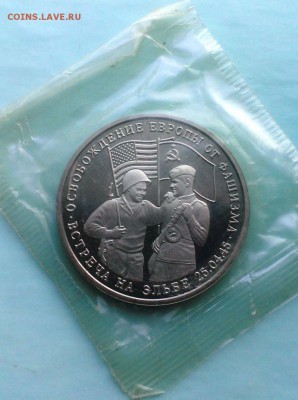 COINS.LAVE.RU
ОСВОБОЖДЕНИЕ ЕВРОПЫ ОТ ФАШИЗМА
ВСТРЕЧА НА ЭЛЬБЕ 25.04.45